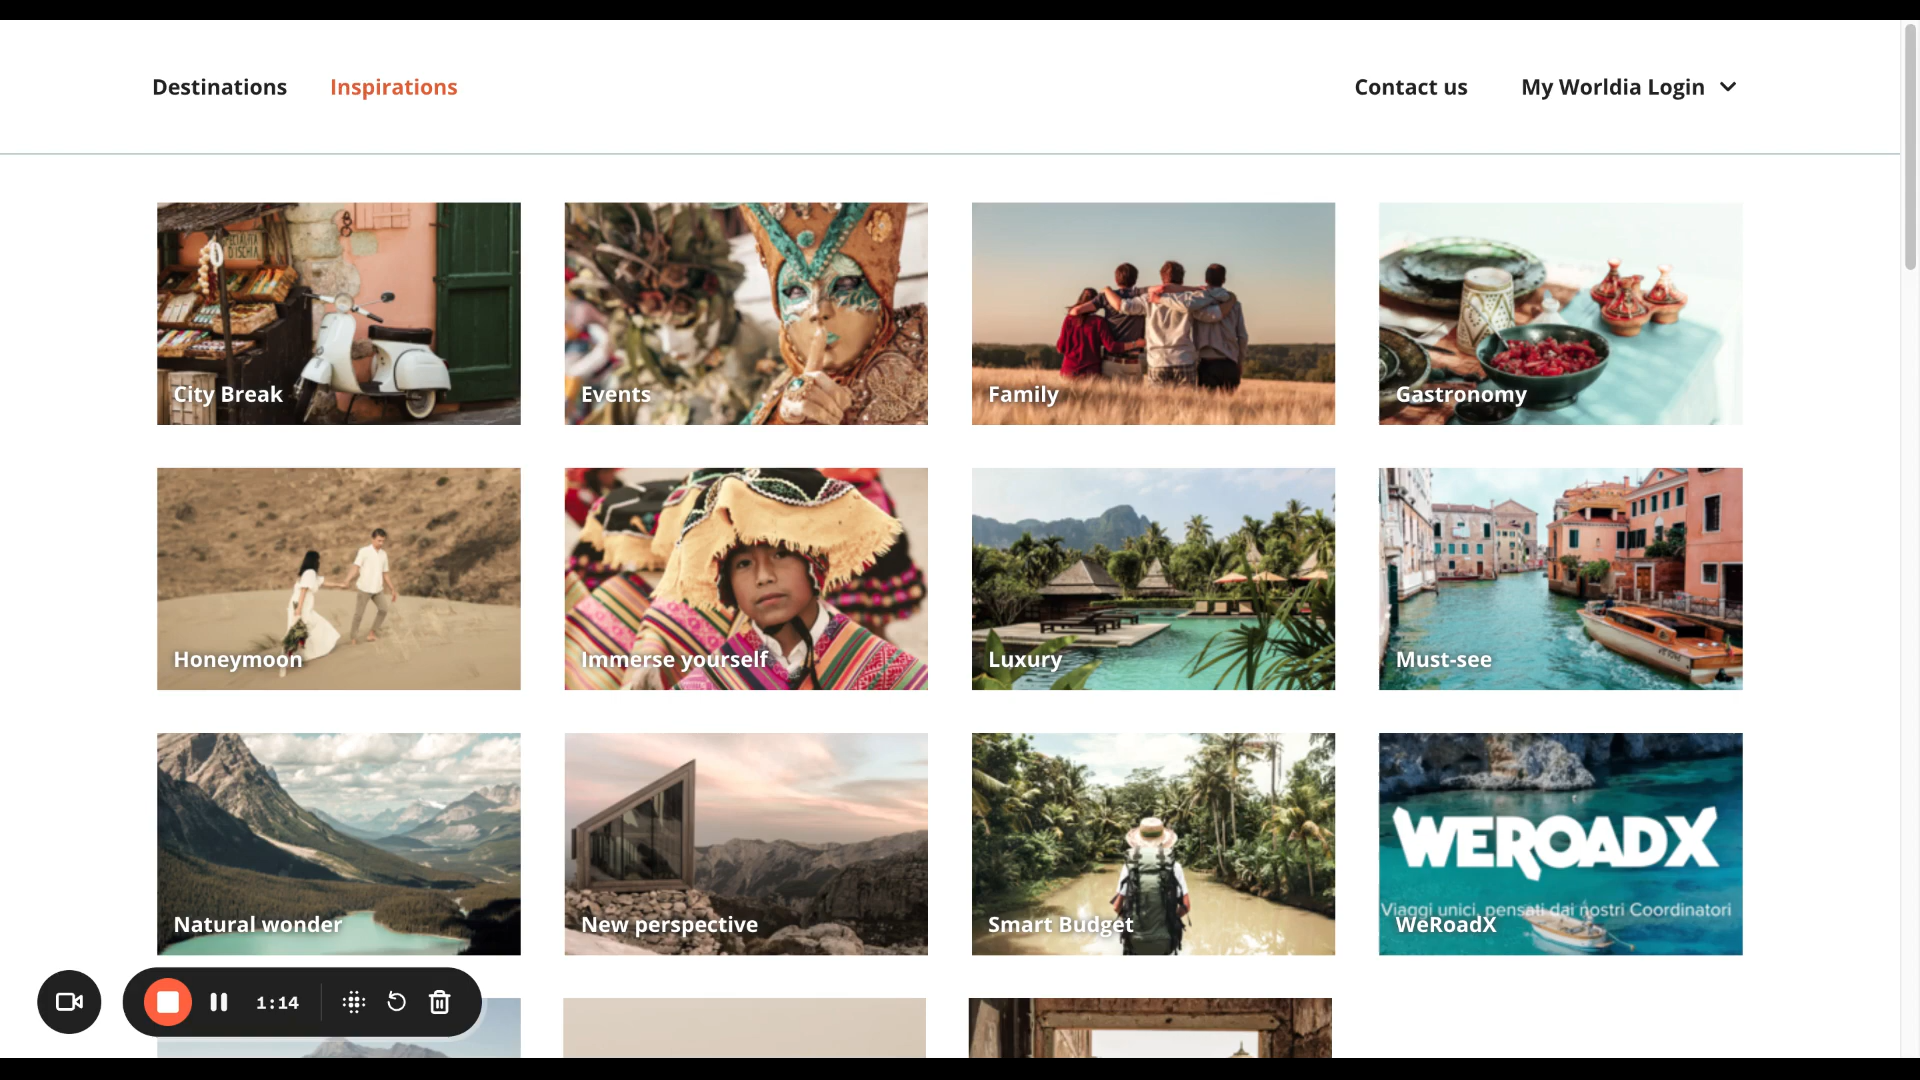 Destinations
Inspirations
Contact us
My Worldia Login
City Break
Events
Family
Gastronomy
Honeymoon
Immerse yourself
Luxury
Must-see
Natural wonder
New perspective
Smart Budget
WEROADX
Viaggi unici, pensati dai nostri Coordinatori
WeRoadX
1:14